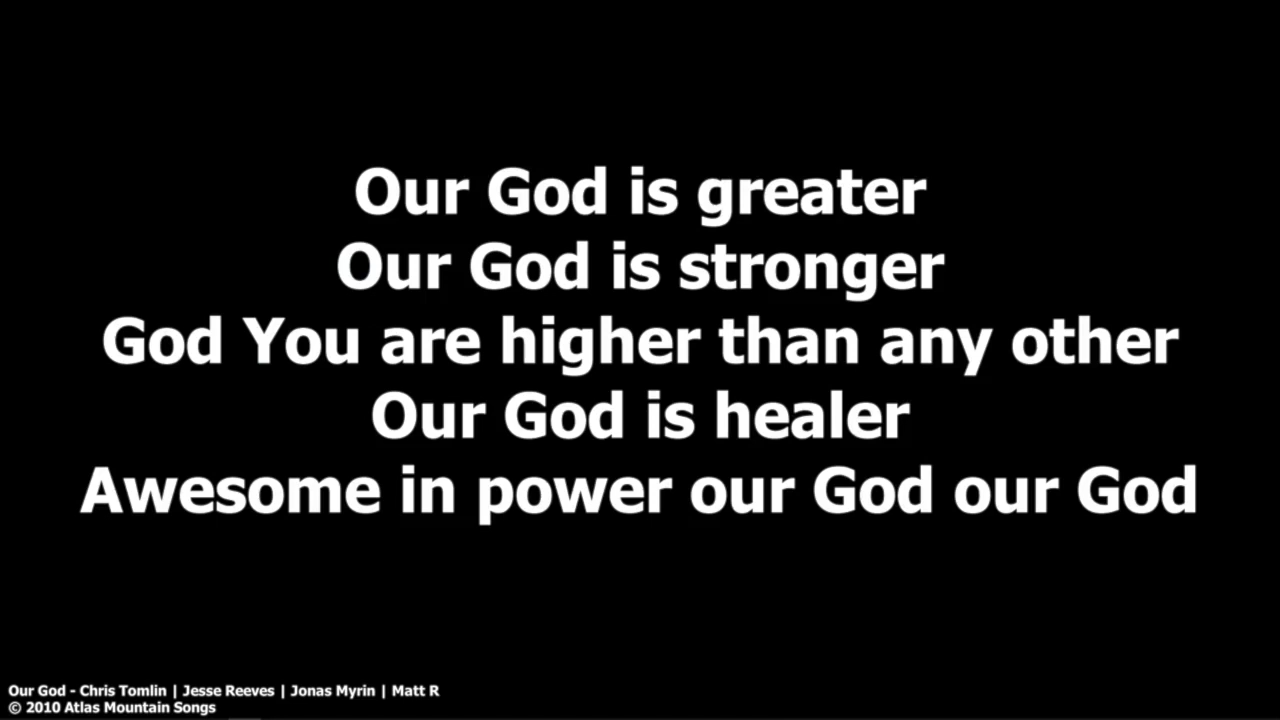 Our God is greater
Our God is stronger
God You are higher than any other
Our God is healer
Awesome in power our God our God
Our God - Chris Tomlin | Jesse Reeves | Jonas Myrin | Matt R
© 2010 Atlas Mountain Songs